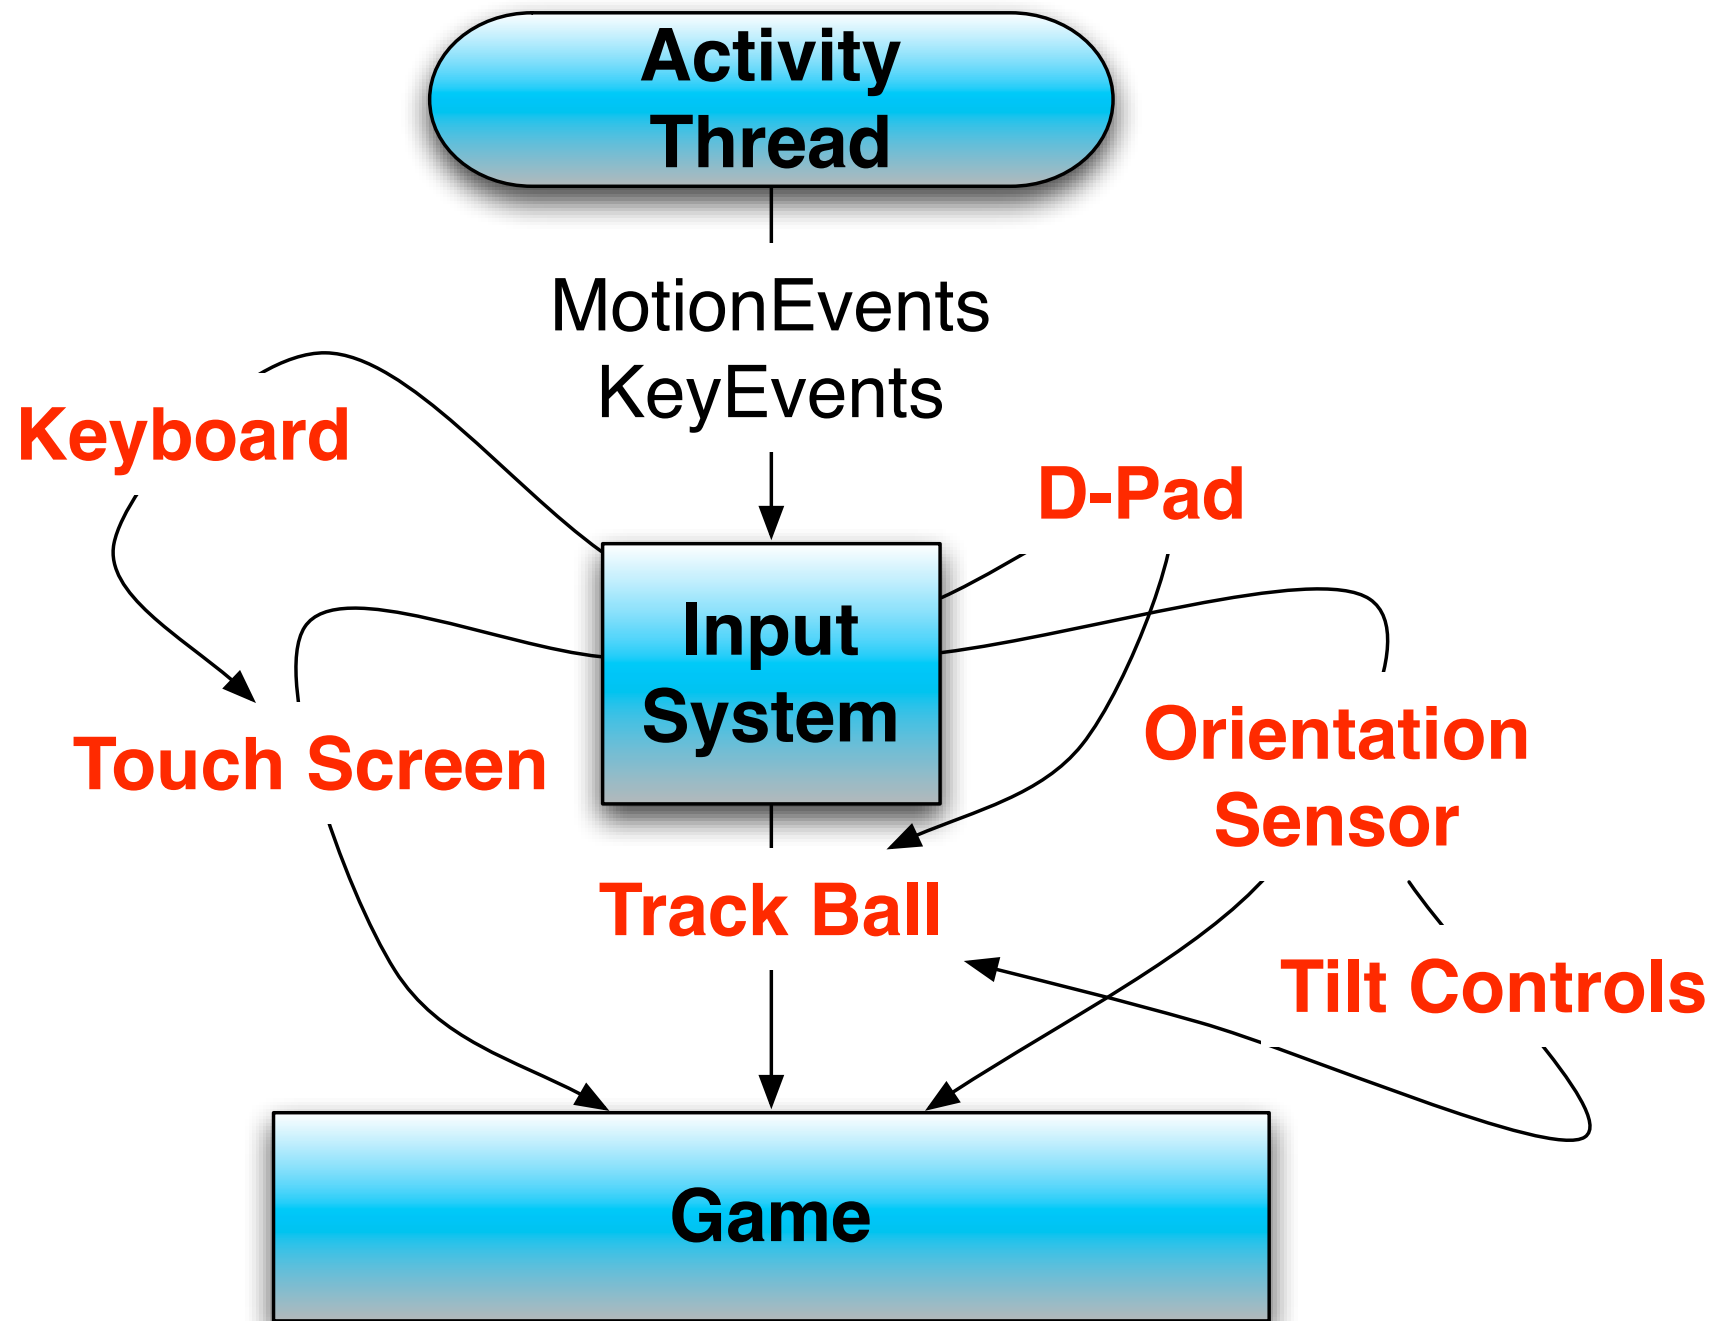 Activity
Thread
MotionEvents
KeyEvents
Keyboard
D-Pad
Input
System
Touch Screen
Orientation
Sensor
Track Ball
Tilt Controls
Game